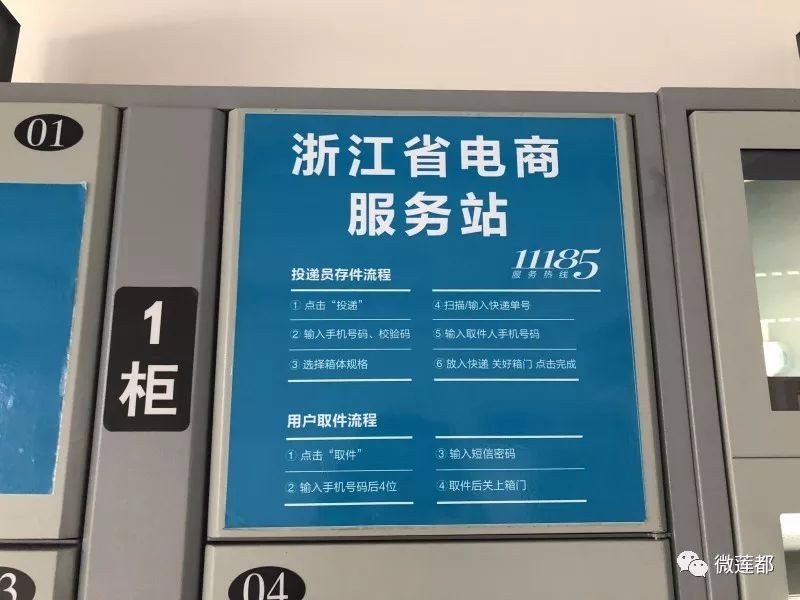 01
浙江省电商
服务站
11185
服务热线
投递员存件流程
① 点击“投递”
② 输入手机号码、校验码
③ 选择箱体规格
④ 扫描/输入快递单号
⑤ 输入取件人手机号码
⑥ 放入快递 关好箱门 点击完成
用户取件流程
① 点击“取件”
② 输入手机号码后4位
③ 输入短信密码
④ 取件后关上箱门
1
柜
3
04
微莲都